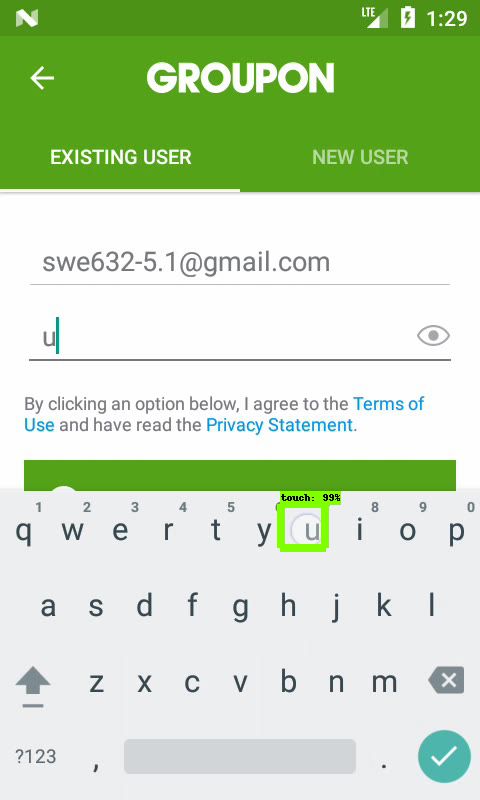 LTE 1:29
GROUPON
EXISTING USER NEW USER
swe632-5.1@gmail.com
u
By clicking an option below, I agree to the Terms of
Use and have read the Privacy Statement.
touch: 99%
1 2 3 4 5 8 9 0
q w e r t y u i o p
a s d f g h j k l
z x c v b n m
?123 , .